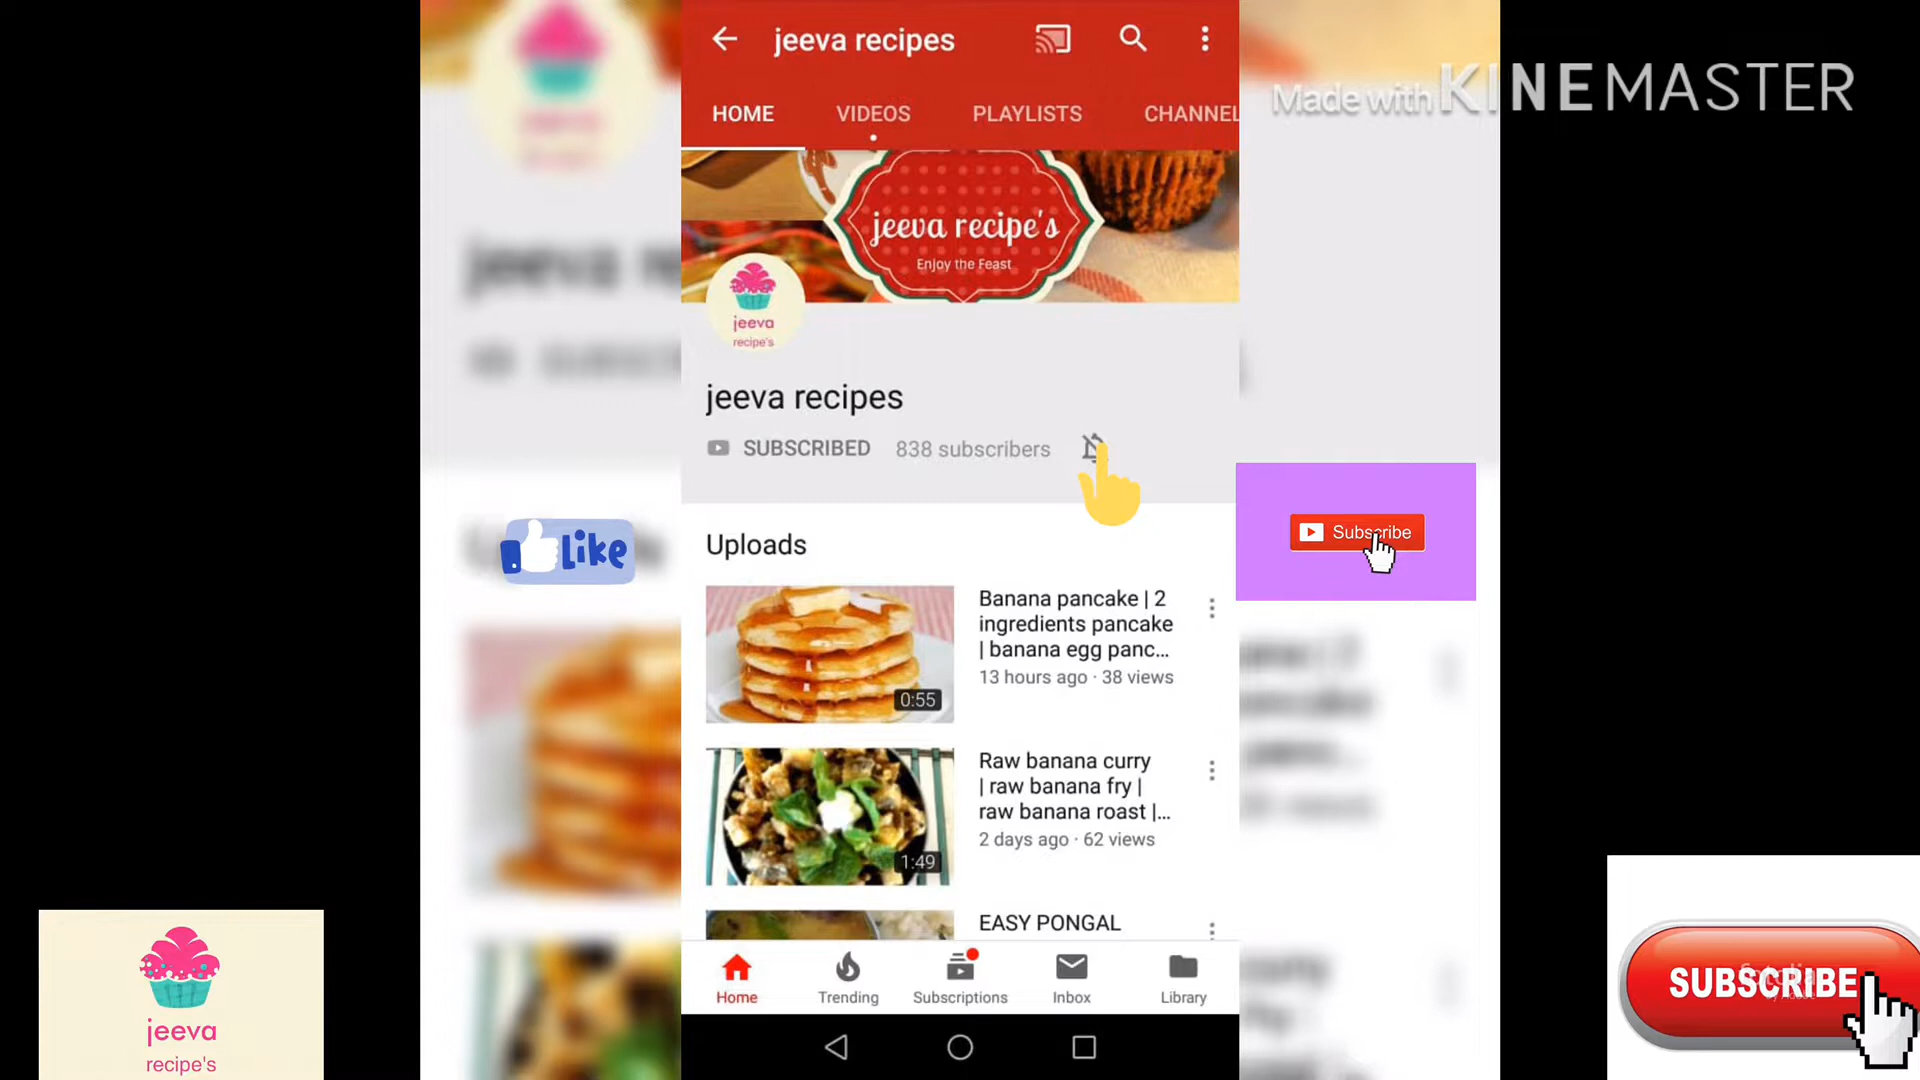 jeeva recipes
Made with KINEMASTER
HOME VIDEOS PLAYLISTS CHANNEL
jeeva recipe's
Enjoy the Feast
jeeva
recipe's
jeeva recipes
SUBSCRIBED 838 subscribers
Like
Subscribe
Uploads
Banana pancake | 2
ingredients pancake
| banana egg panc...
13 hours ago · 38 views
0:55
Raw banana curry
| raw banana fry |
raw banana roast |...
2 days ago · 62 views
1:49
EASY PONGAL
Home Trending Subscriptions Inbox Library
jeeva
recipe's
SUBSCRIBE